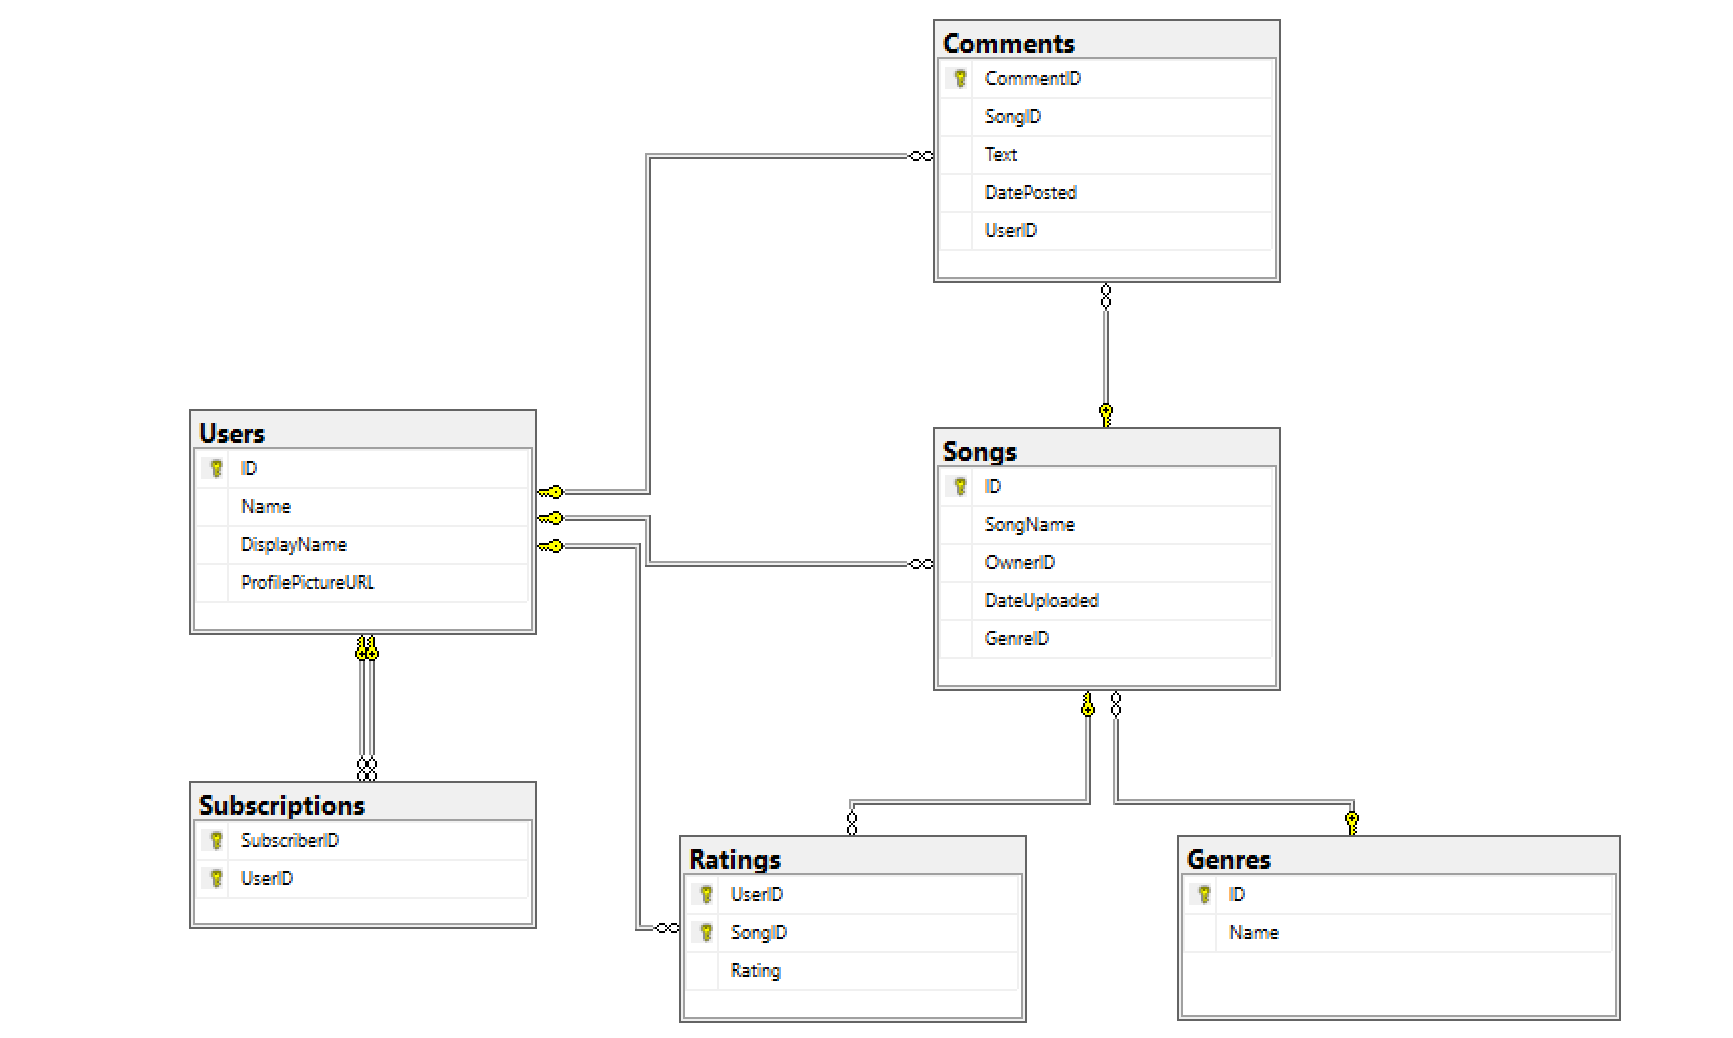 Comments
CommentID
SongID
Text
DatePosted
UserID
Users
ID
Name
DisplayName
ProfilePictureURL
Songs
ID
SongName
OwnerID
DateUploaded
GenreID
Subscriptions
SubscriberID
UserID
Ratings
UserID
SongID
Rating
Genres
ID
Name